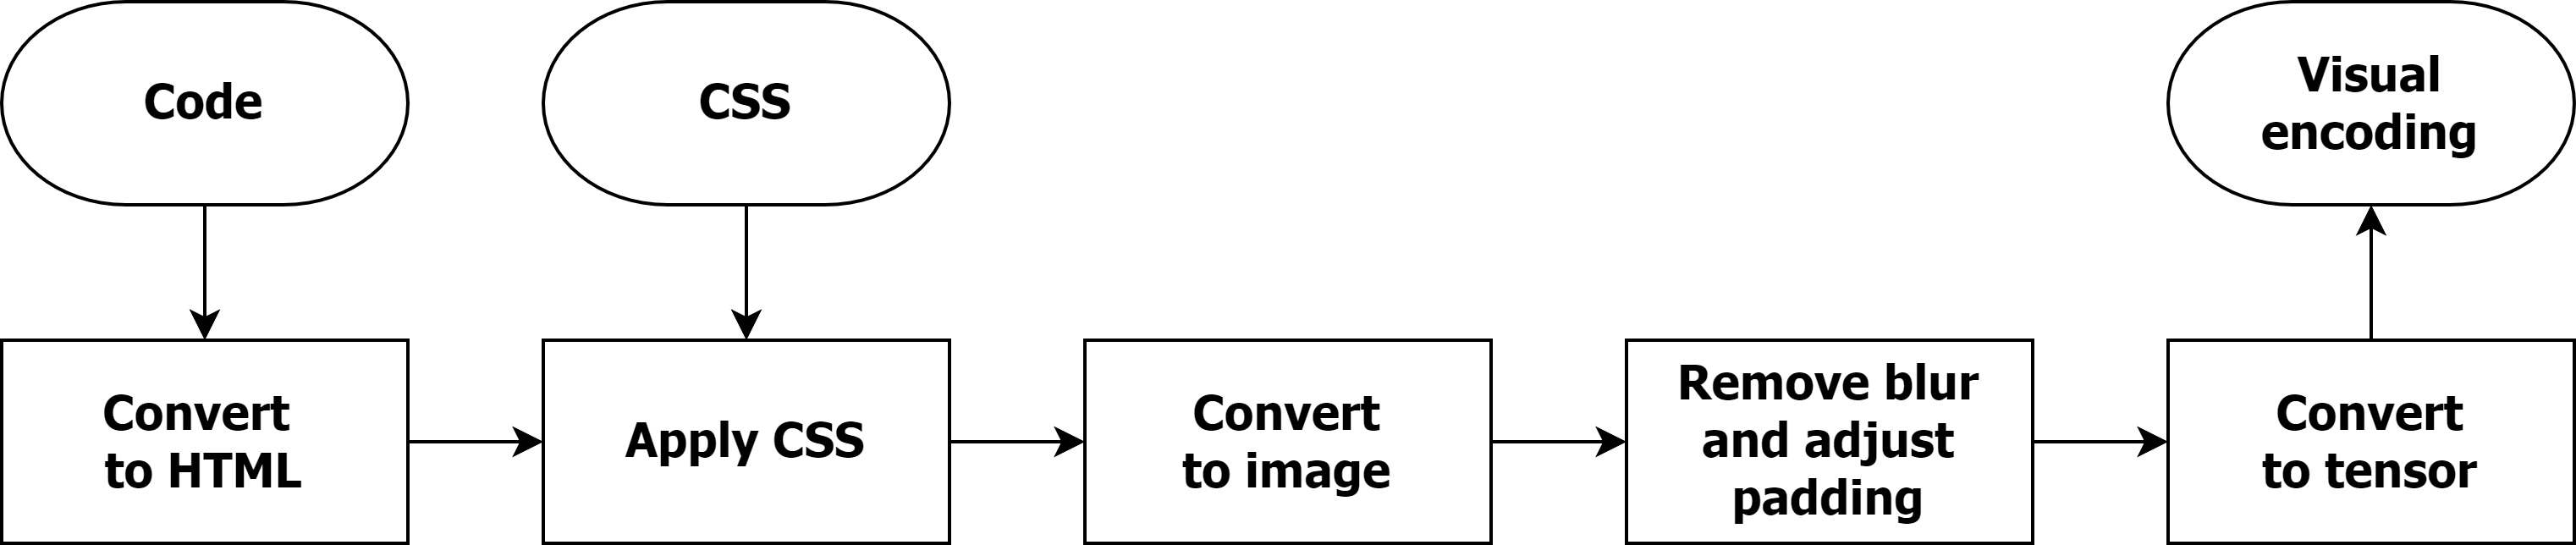 Code
CSS
Visual
encoding
Convert
to HTML
Apply CSS
Convert
to image
Remove blur
and adjust
padding
Convert
to tensor